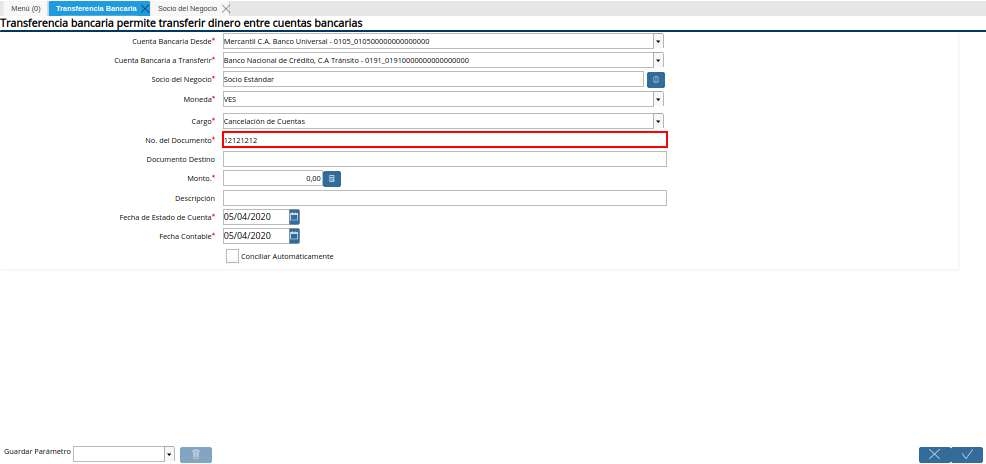 Menú (0) Transferencia Bancaria Socio del Negocio
Transferencia bancaria permite transferir dinero entre cuentas bancarias
Cuenta Bancaria Desde* Mercantil C.A. Banco Universal - 0105_010500000000000000
Cuenta Bancaria a Transferir* Banco Nacional de Crédito, C.A Tránsito - 0191_01910000000000000000
Socio del Negocio* Socio Estándar
Moneda* VES
Cargo* Cancelación de Cuentas
No. del Documento* 12121212
Documento Destino
Monto.* 0,00
Descripción
Fecha de Estado de Cuenta* 05/04/2020
Fecha Contable* 05/04/2020
Conciliar Automáticamente
Guardar Parámetro